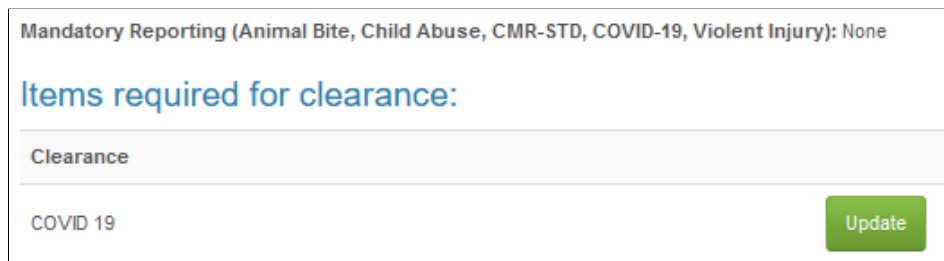 Mandatory Reporting (Animal Bite, Child Abuse, CMR-STD, COVID-19, Violent Injury): None
Items required for clearance:
Clearance
COVID 19 Update